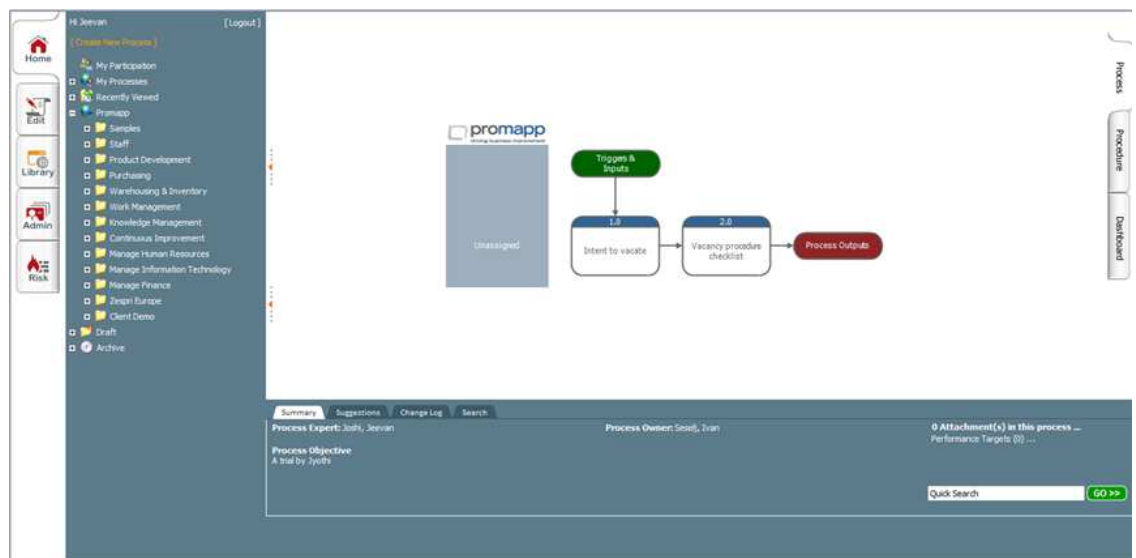 Home
Edit
Library
Admin
Risk
Hi Jeevan [Logout]
[Create New Process]
My Participation
My Processes
Recently Viewed
Promapp
Samples
Staff
Product Development
Purchasing
Warehousing & Inventory
Work Management
Knowledge Management
Continuous Improvement
Manage Human Resources
Manage Information Technology
Manage Finance
Zespri Europe
Client Demo
Draft
Archive
promapp
driving business improvement
Unassigned
Triggers &
Inputs
1.0
Intent to vacate
2.0
Vacancy procedure
checklist
Process Outputs
Process
Procedure
Dashboard
Summary Suggestions Change Log Search
Process Expert: Joshi, Jeevan
Process Objective
A trial by Jyothi
Process Owner: Ivan
0 Attachment(s) in this process ...
Performance Targets (0) ...
Quick Search GO >>